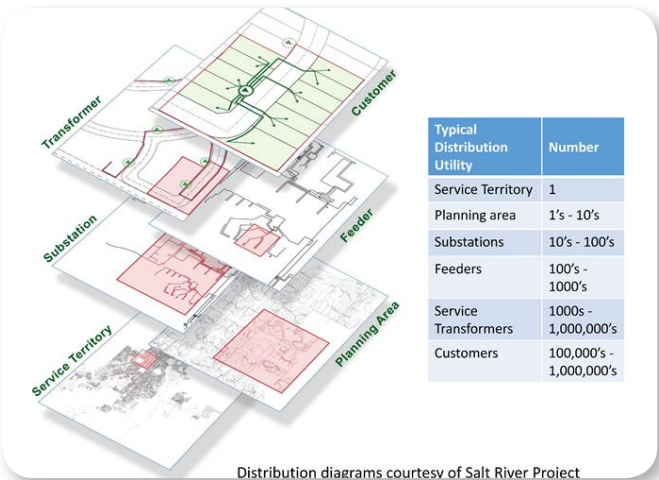 Customer
Transformer
Feeder
Substation
Planning Area
Service Territory
Typical
Distribution
Utility
Number
Service Territory 1
Planning area 1's - 10's
Substations 10's - 100's
Feeders 100's -
1000's
Service 1000s -
Transformers 1,000,000's
Customers 100,000's -
1,000,000's
Distribution diagrams courtesy of Salt River Project